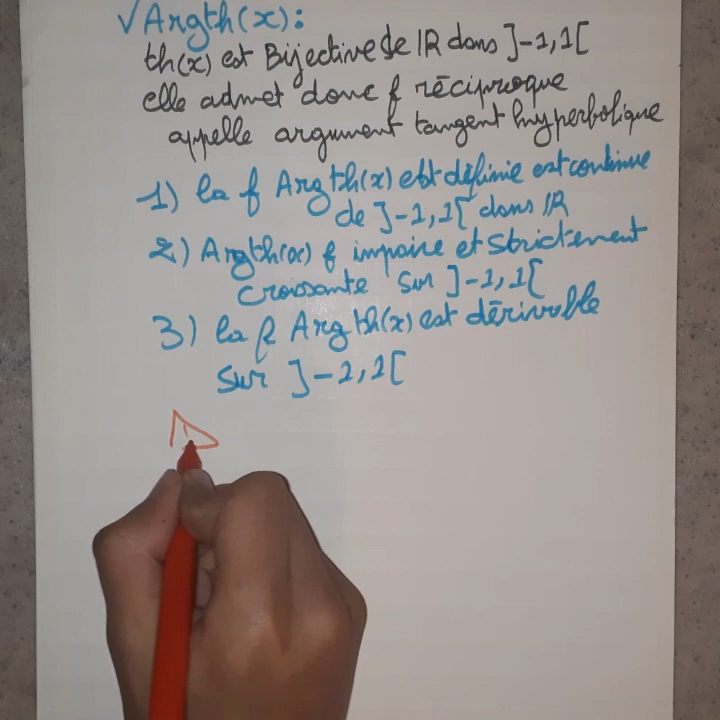 √ Argth(x):
th(x) est Bijective de IR dans ]-1,1[
elle admet donc f réciproque
appelle argument tangent hyperbolique
1) la f Argth(x) est définie est continue
de ]-1,1[ dans IR
2) Argth(x) f impaire et strictement
croissante sur ]-1,1[
3) la f Argth(x) est dérivable
sur ]-1,1[